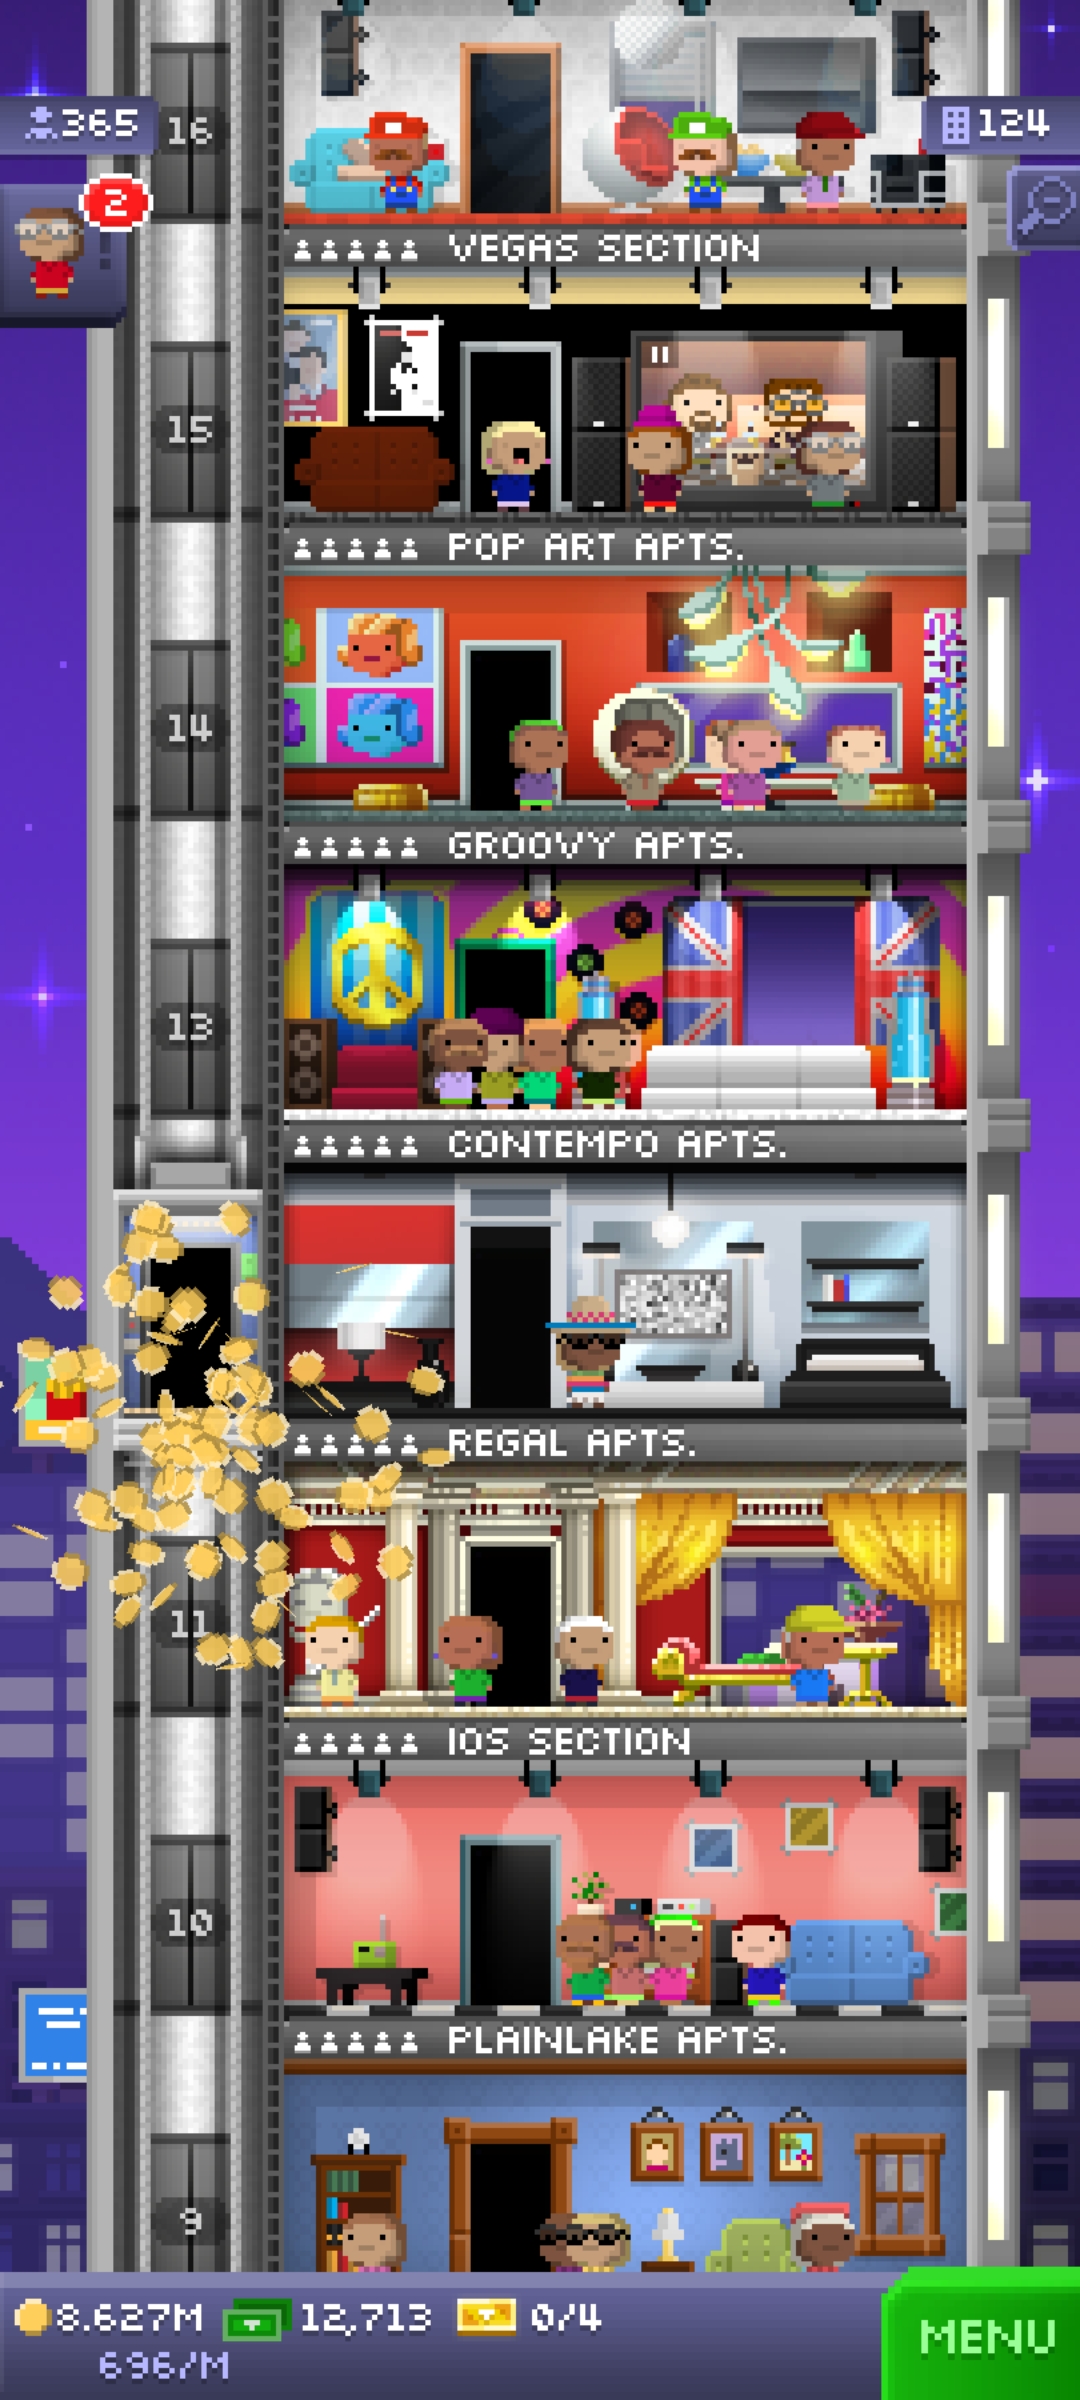 365
16
124
2
VEGAS SECTION
15
POP ART APTS.
14
GROOVY APTS.
13
CONTEMPO APTS.
REGAL APTS.
11
IOS SECTION
10
PLAINLAKE APTS.
9
8.627M 12,713 0/4
696/M
MENU